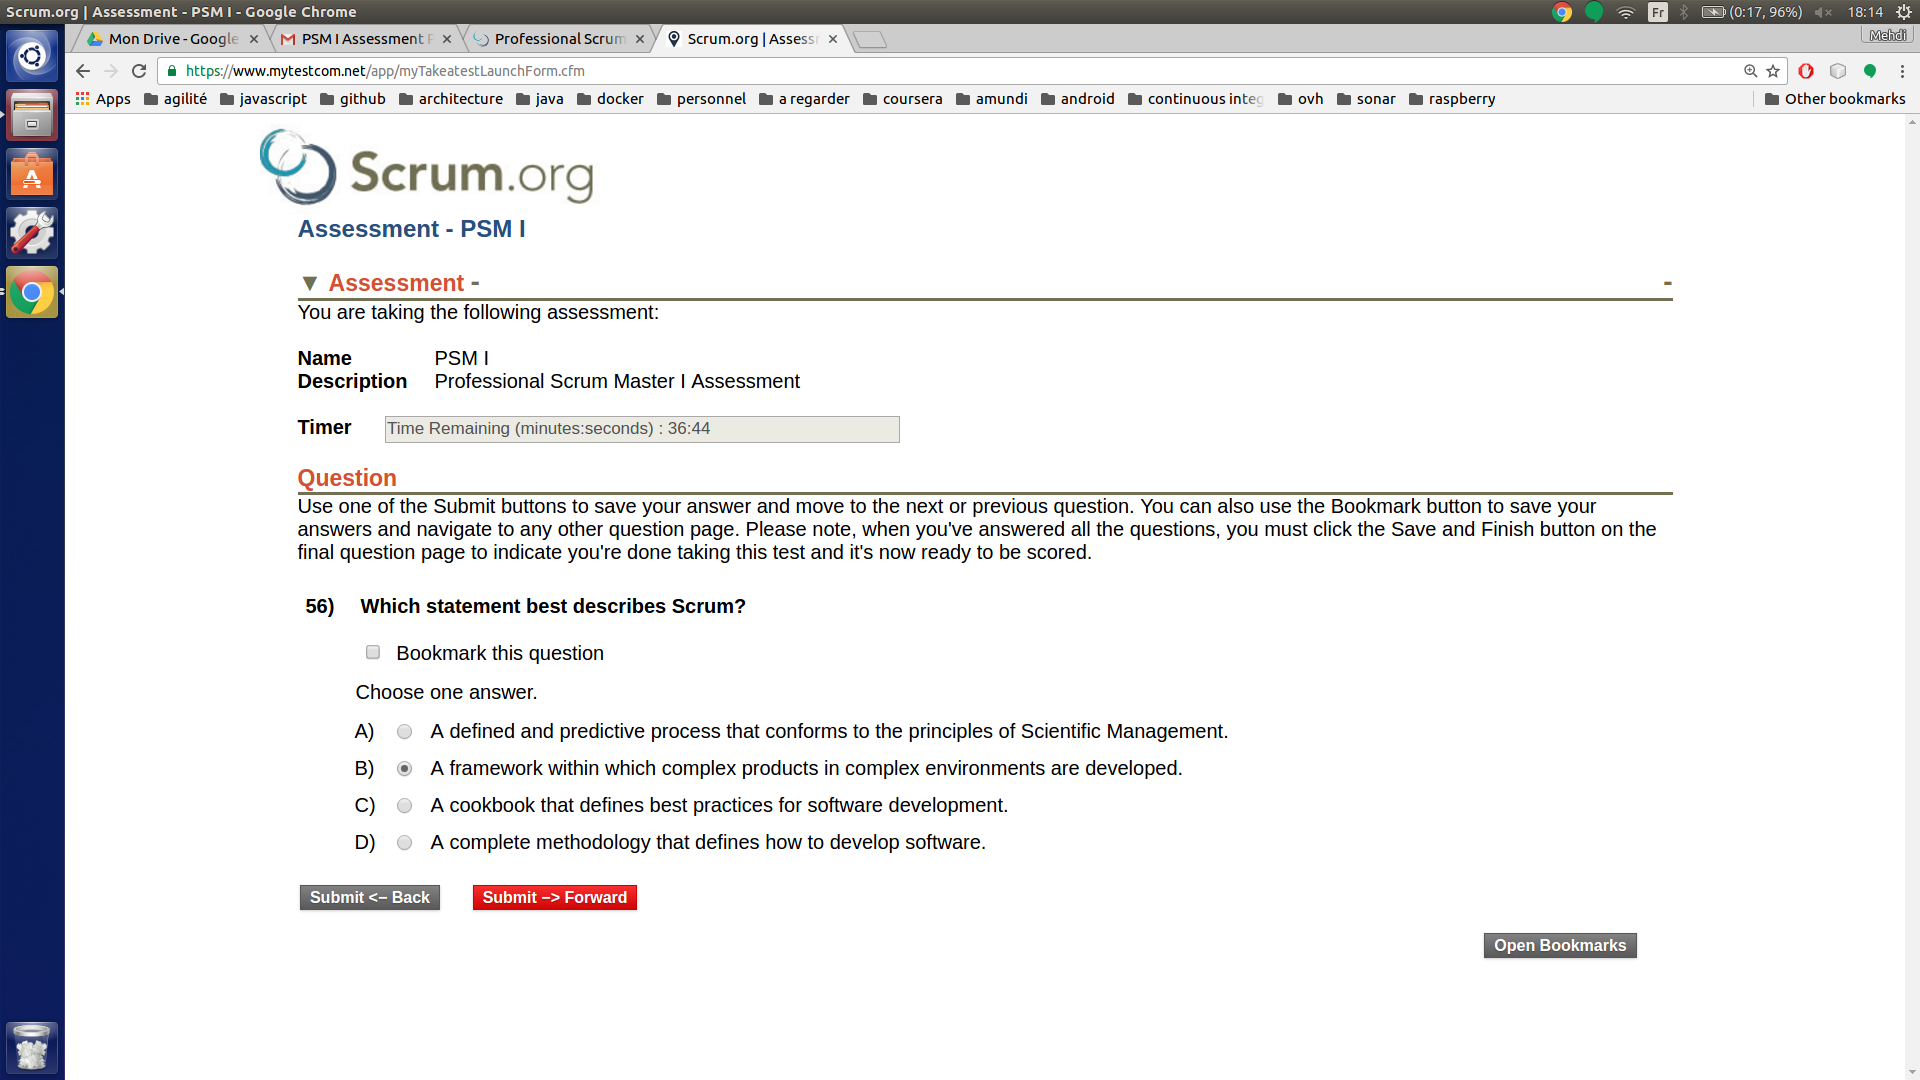 Scrum.org | Assessment - PSM I - Google Chrome
Fr
(0:17, 96%)
18:14
Mon Drive - Google
PSM I Assessment
Professional Scrum
Scrum.org | Assess
Mehdi
https://www.mytestcom.net/app/myTakeatestLaunchForm.cfm
Apps
agilité
javascript
github
architecture
java
docker
personnel
a regarder
coursera
amundi
android
continuous integ
ovh
sonar
raspberry
Other bookmarks
Scrum.org
Assessment - PSM I
▼ Assessment -
-
You are taking the following assessment:
Name PSM I
Description Professional Scrum Master I Assessment
Timer Time Remaining (minutes:seconds) : 36:44
Question
Use one of the Submit buttons to save your answer and move to the next or previous question. You can also use the Bookmark button to save your
answers and navigate to any other question page. Please note, when you've answered all the questions, you must click the Save and Finish button on the
final question page to indicate you're done taking this test and it's now ready to be scored.
56) Which statement best describes Scrum?
Bookmark this question
Choose one answer.
A) A defined and predictive process that conforms to the principles of Scientific Management.
B) A framework within which complex products in complex environments are developed.
C) A cookbook that defines best practices for software development.
D) A complete methodology that defines how to develop software.
Submit <– Back
Submit –> Forward
Open Bookmarks